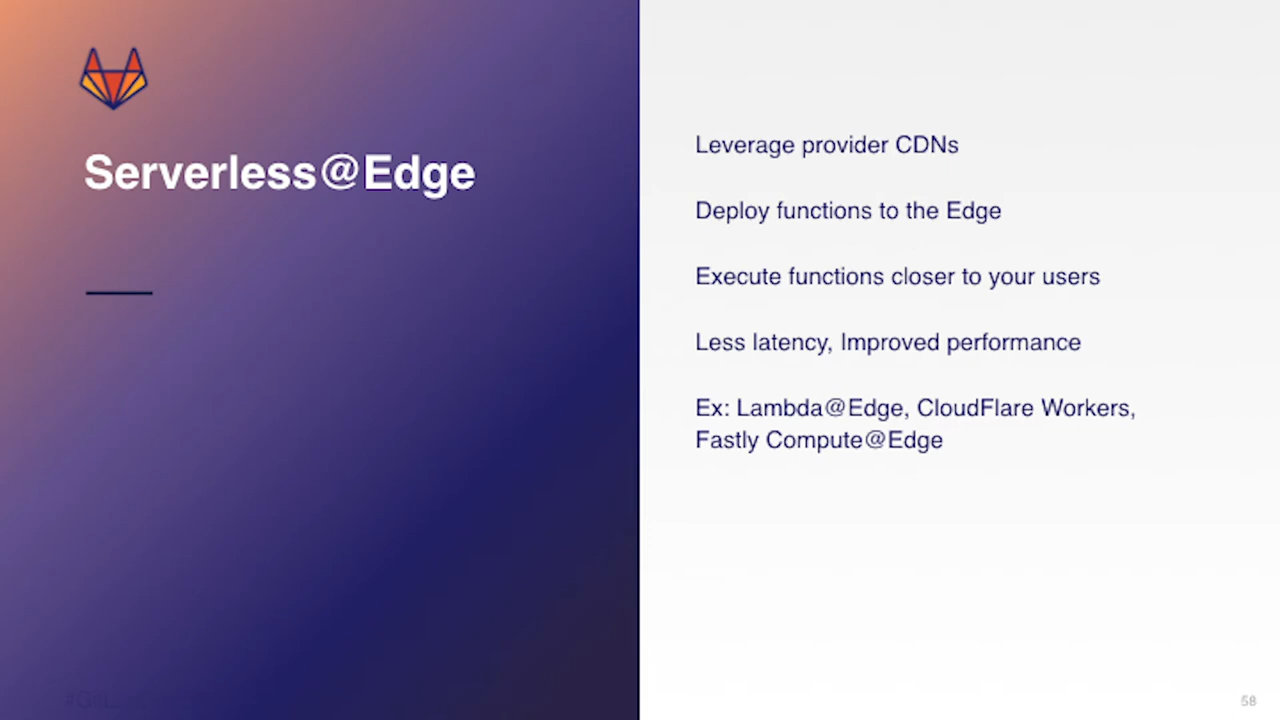 Serverless@Edge
Leverage provider CDNs
Deploy functions to the Edge
Execute functions closer to your users
Less latency, Improved performance
Ex: Lambda@Edge, CloudFlare Workers,
Fastly Compute@Edge
58